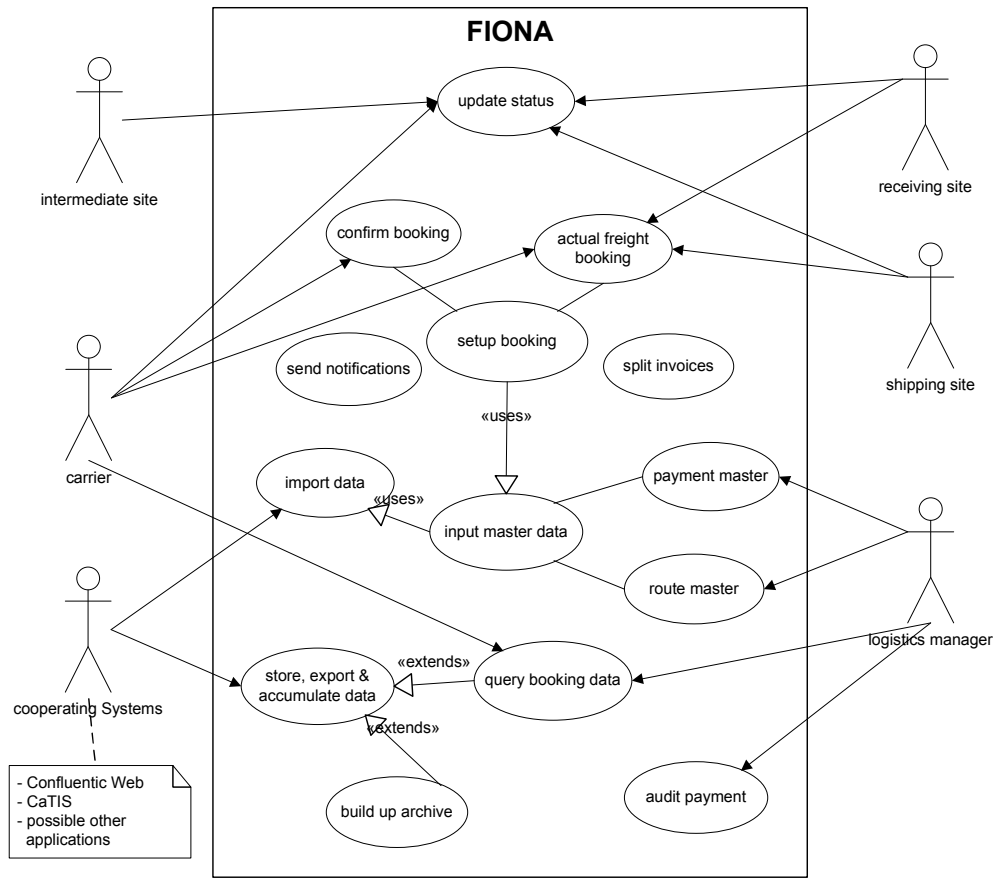 FIONA
update status
intermediate site
receiving site
confirm booking
actual freight
booking
setup booking
send notifications
split invoices
shipping site
«uses»
carrier
import data
payment master
«uses»
input master data
route master
logistics manager
«extends»
store, export &
accumulate data
query booking data
cooperating Systems
«extends»
- Confluentic Web
- CaTIS
- possible other
applications
build up archive
audit payment